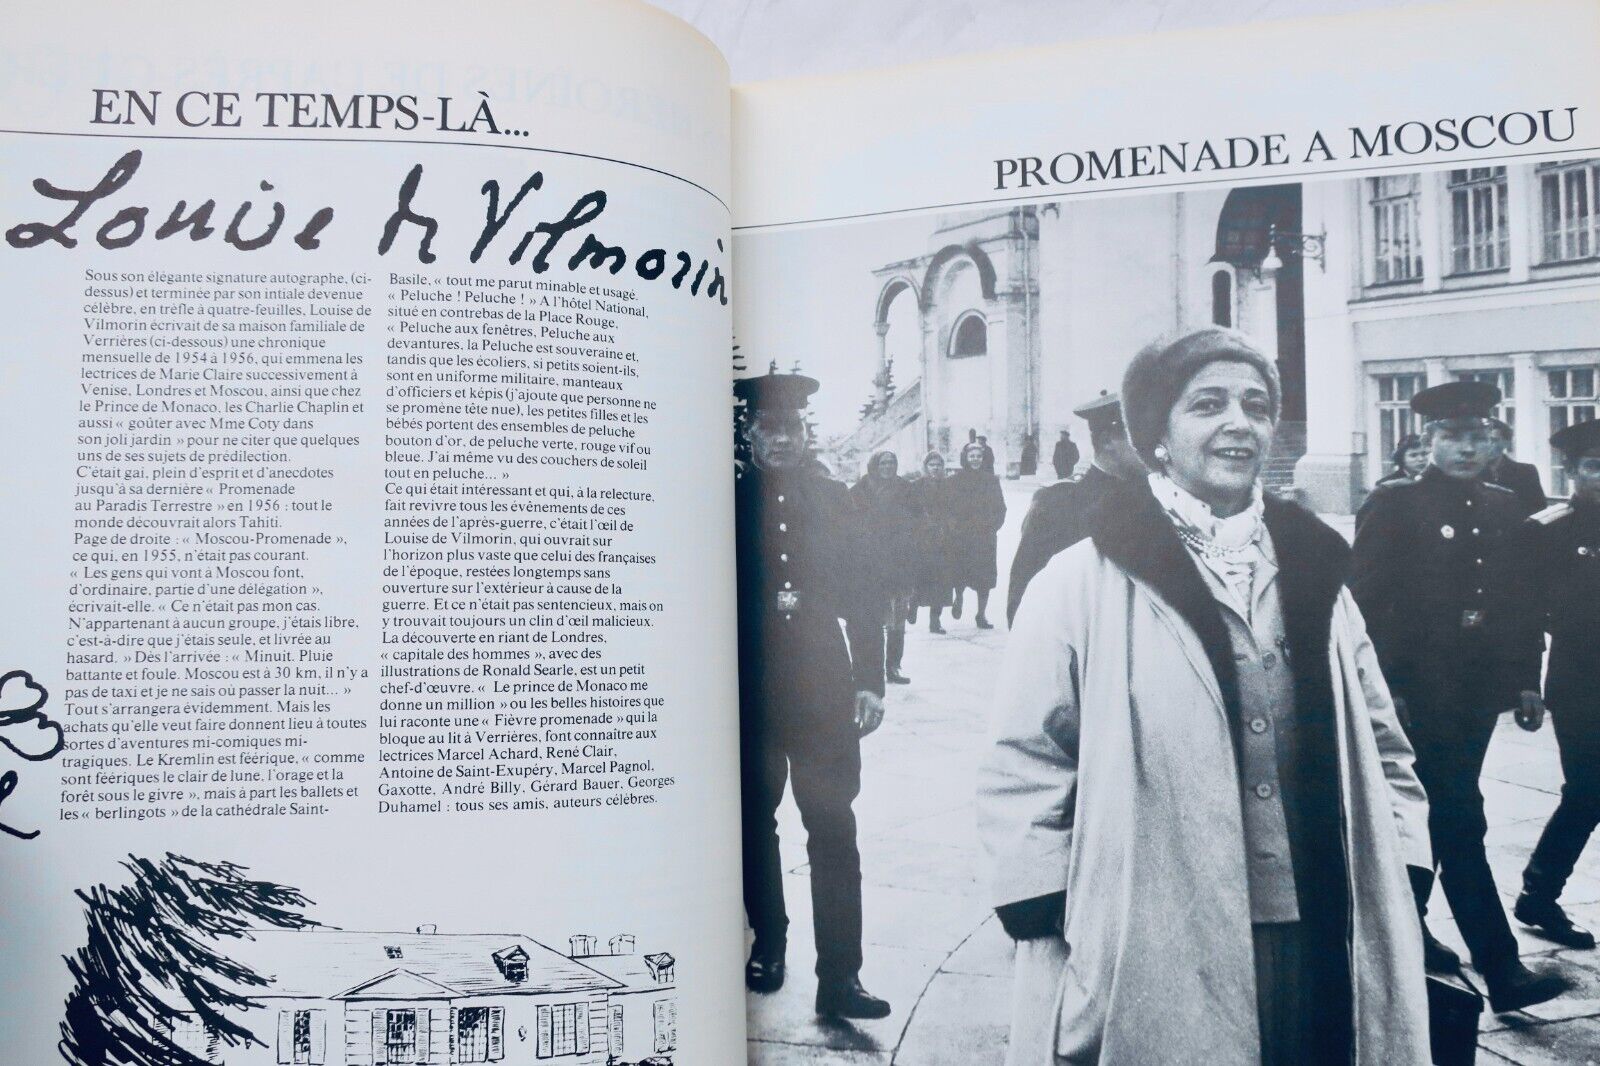 EN CE TEMPS-LÀ...
Louise de Vilmorin
Sous son élégante signature autographe, (ci-
dessus) et terminée par son intiale devenue
célèbre, en trèfle à quatre-feuilles, Louise de
Vilmorin écrivait de sa maison familiale de
Verrières (ci-dessous) une chronique
mensuelle de 1954 à 1956, qui emmena les
lectrices de Marie Claire successivement à
Venise, Londres et Moscou, ainsi que chez
le Prince de Monaco, les Charlie Chaplin et
aussi « goûter avec Mme Coty dans
son joli jardin » pour ne citer que quelques
uns de ses sujets de prédilection.
C'était gai, plein d'esprit et d'anecdotes
jusqu'à sa dernière « Promenade
au Paradis Terrestre » en 1956 : tout le
monde découvrait alors Tahiti.
Page de droite : « Moscou-Promenade »,
ce qui, en 1955, n'était pas courant.
« Les gens qui vont à Moscou font,
d'ordinaire, partie d'une délégation »,
écrivait-elle. « Ce n'était pas mon cas.
N'appartenant à aucun groupe, j'étais libre,
c'est-à-dire que j'étais seule, et livrée au
hasard. » Dès l'arrivée : « Minuit. Pluie
battante et foule. Moscou est à 30 km, il n'y a
pas de taxi et je ne sais où passer la nuit... »
Tout s'arrangera évidemment. Mais les
achats qu'elle veut faire donnent lieu à toutes
sortes d'aventures mi-comiques mi-
tragiques. Le Kremlin est féérique, « comme
sont féériques le clair de lune, l'orage et la
forêt sous le givre », mais à part les ballets et
les « berlingots » de la cathédrale Saint-
Basile, « tout me parut minable et usagé.
« Peluche ! Peluche ! » A l'hôtel National,
situé en contrebas de la Place Rouge,
« Peluche aux fenêtres, Peluche aux
devantures, la Peluche est souveraine et,
tandis que les écoliers, si petits soient-ils,
sont en uniforme militaire, manteaux
d'officiers et képis (j'ajoute que personne ne
se promène tête nue), les petites filles et les
bébés portent des ensembles de peluche
bouton d'or, de peluche verte, rouge vif ou
bleue. J'ai même vu des couchers de soleil
tout en peluche... »
Ce qui était intéressant et qui, à la relecture,
fait revivre tous les évênements de ces
années de l'après-guerre, c'était l'œil de
Louise de Vilmorin, qui ouvrait sur
l'horizon plus vaste que celui des françaises
de l'époque, restées longtemps sans
ouverture sur l'extérieur à cause de la
guerre. Et ce n'était pas sentencieux, mais on
y trouvait toujours un clin d'œil malicieux.
La découverte en riant de Londres,
« capitale des hommes », avec des
illustrations de Ronald Searle, est un petit
chef-d'œuvre. « Le prince de Monaco me
donne un million » ou les belles histoires que
lui raconte une « Fièvre promenade » qui la
bloque au lit à Verrières, font connaître aux
lectrices Marcel Achard, René Clair,
Antoine de Saint-Exupéry, Marcel Pagnol,
Gaxotte, André Billy, Gérard Bauer, Georges
Duhamel : tous ses amis, auteurs célèbres.
PROMENADE A MOSCOU